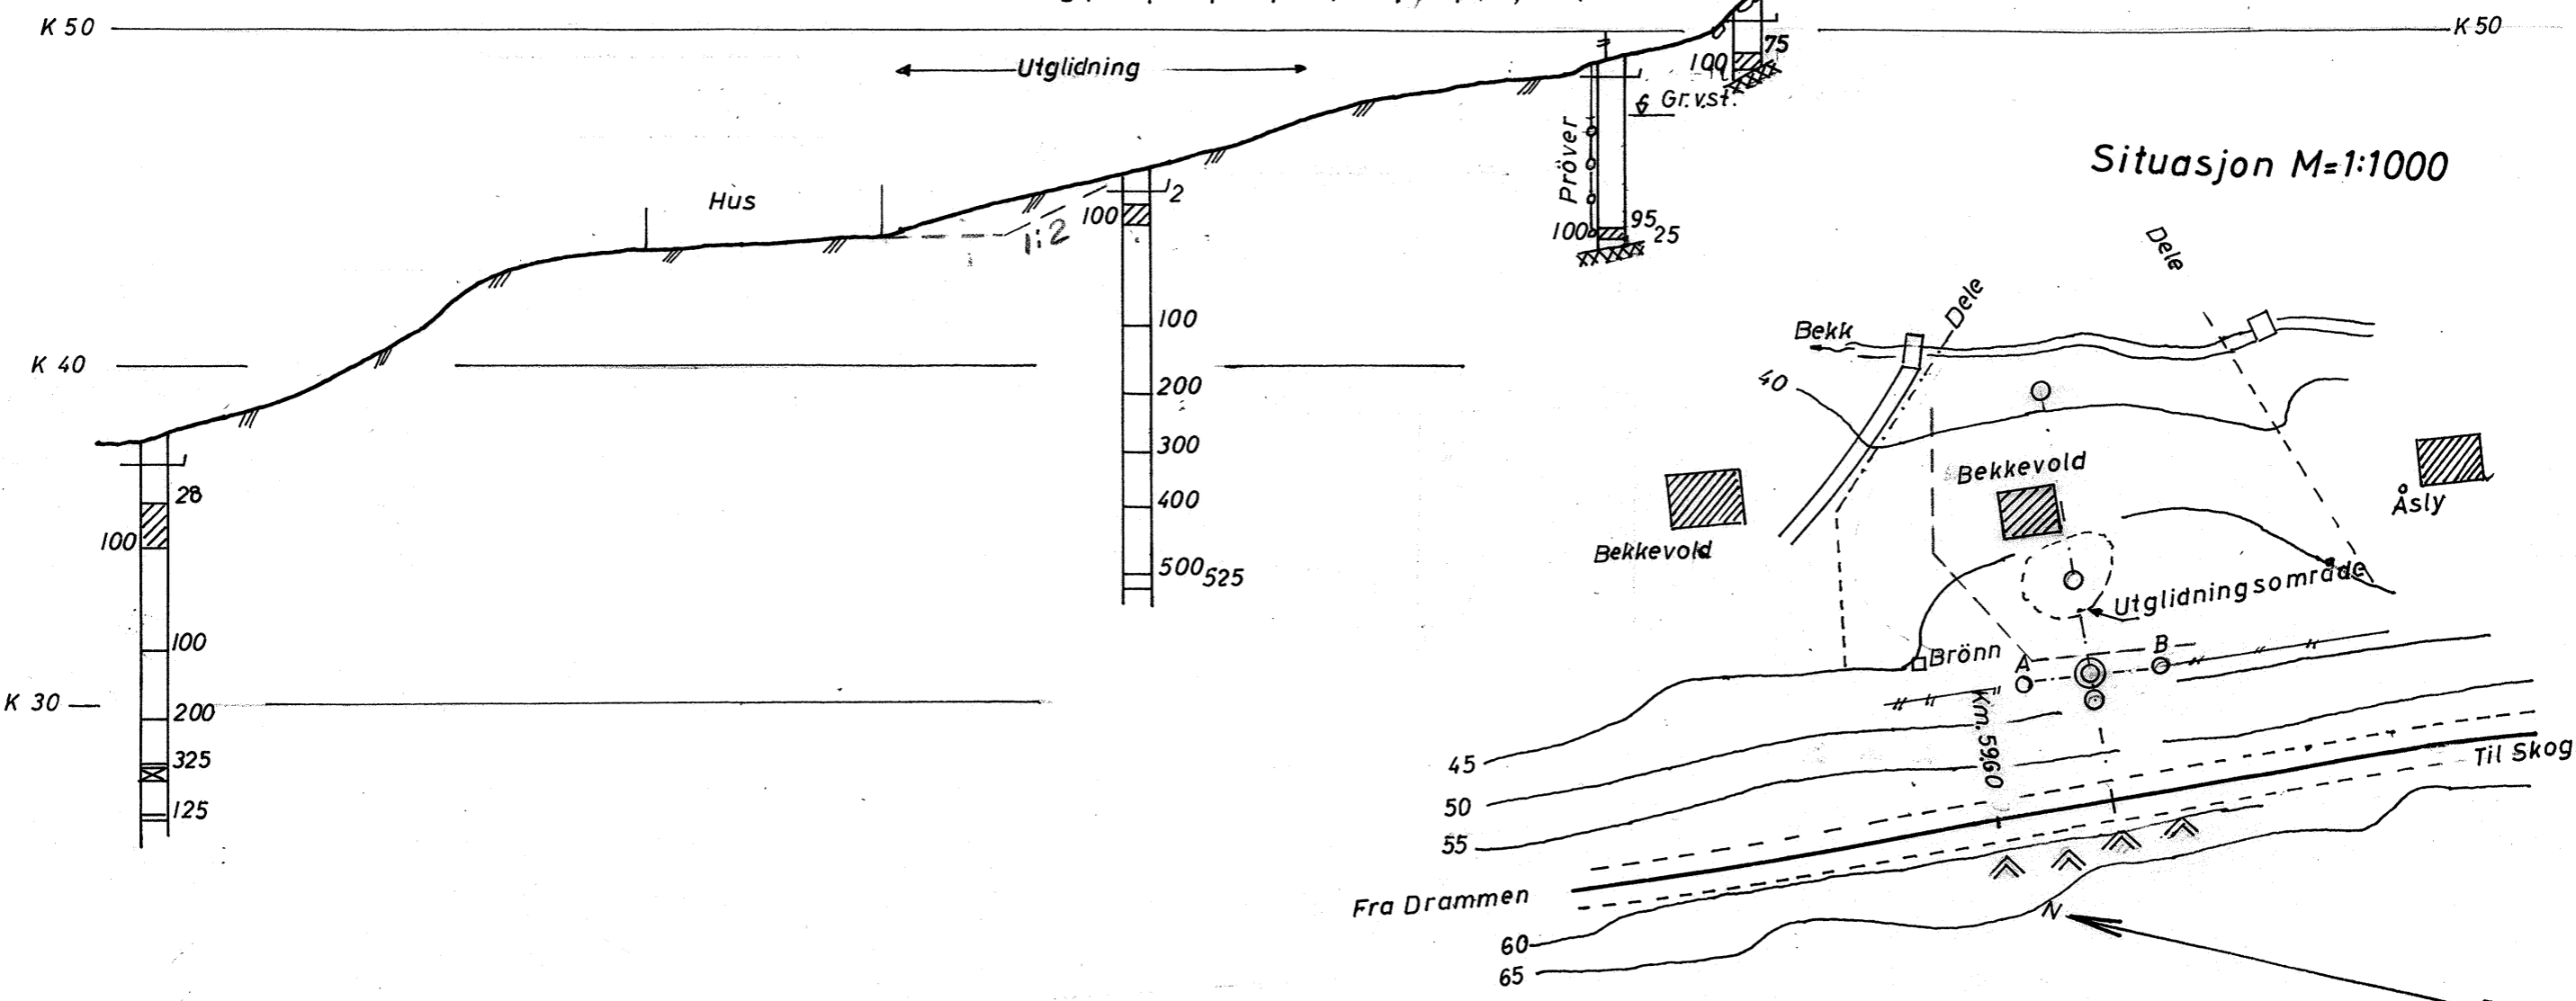 K 50
K 50
Utglidning
75
100
Gr.v.st.
Pröver
Situasjon M=1:1000
Hus
2
100
1:2
95
100
25
Dele
Dele
100
Bekk
K 40
200
40
300
Bekkevold
28
400
Åsly
100
Bekkevold
500
525
Utglidningsområde
100
Brönn
A
B
K 30
200
Km. 59.60
325
45
Til Skog
50
125
55
Fra Drammen
N
60
65